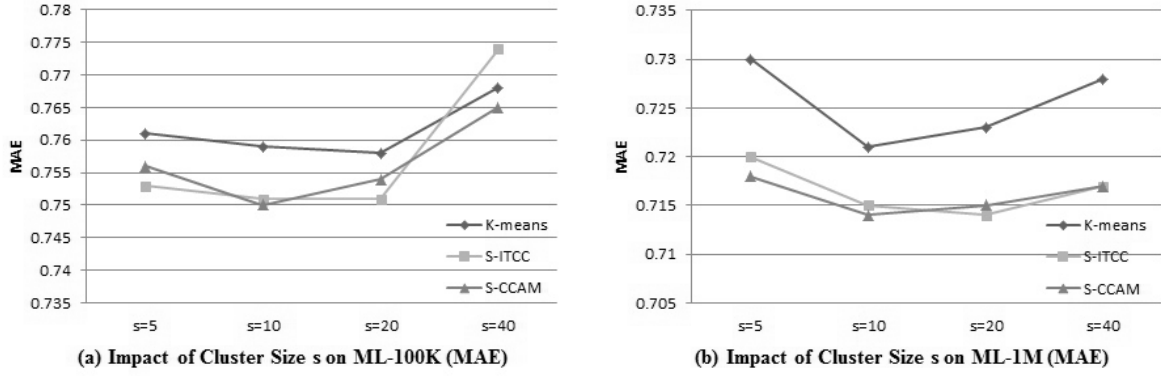 0.78
0.775
0.77
0.765
0.76
0.755
0.75
0.745
0.74
0.735
MAE
K-means
S-ITCC
S-CCAM
s=5 s=10 s=20 s=40
(a) Impact of Cluster Size s on ML-100K (MAE)
0.735
0.73
0.725
0.72
0.715
0.71
0.705
MAE
K-means
S-ITCC
S-CCAM
s=5 s=10 s=20 s=40
(b) Impact of Cluster Size s on ML-1M (MAE)